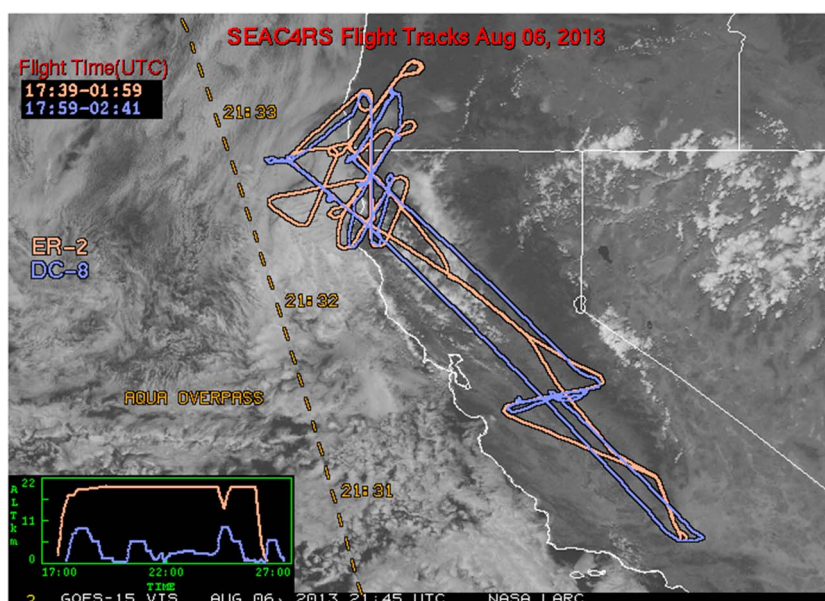 SEAC4RS Flight Tracks Aug 06, 2013
Flight Time(UTC)
17:39-01:59
17:59-02:41
21:33
ER-2
DC-8
21:32
AQUA OVERPASS
21:31
22
11
0
ALT km
17:00 22:00 27:00
TIME
2 GOES-15 VIS AUG 06, 2013 21:45 UTC NASA LARC